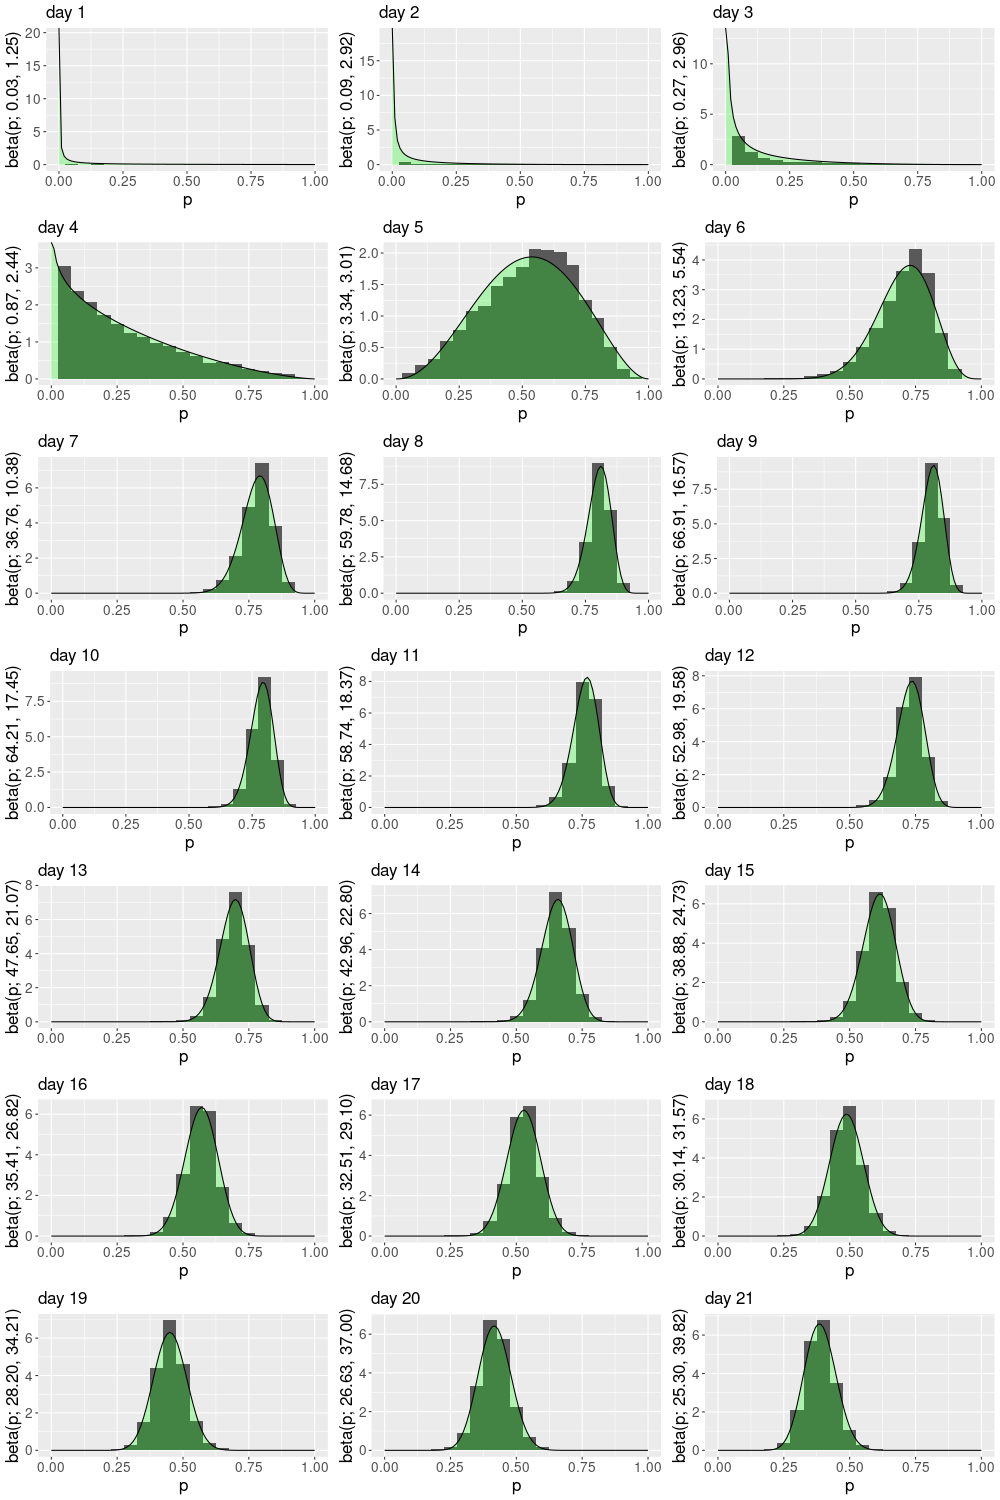 day 1
beta(p; 0.03, 1.25)
20
15
10
5
0
0.00 0.25 0.50 0.75 1.00
p
day 2
beta(p; 0.09, 2.92)
15
10
5
0
0.00 0.25 0.50 0.75 1.00
p
day 3
beta(p; 0.27, 2.96)
10
5
0
0.00 0.25 0.50 0.75 1.00
p
day 4
beta(p; 0.87, 2.44)
3
2
1
0
0.00 0.25 0.50 0.75 1.00
p
day 5
beta(p; 3.34, 3.01)
2.0
1.5
1.0
0.5
0.0
0.00 0.25 0.50 0.75 1.00
p
day 6
beta(p; 13.23, 5.54)
4
3
2
1
0
0.00 0.25 0.50 0.75 1.00
p
day 7
beta(p; 36.76, 10.38)
6
4
2
0
0.00 0.25 0.50 0.75 1.00
p
day 8
beta(p; 59.78, 14.68)
7.5
5.0
2.5
0.0
0.00 0.25 0.50 0.75 1.00
p
day 9
beta(p; 66.91, 16.57)
7.5
5.0
2.5
0.0
0.00 0.25 0.50 0.75 1.00
p
day 10
beta(p; 64.21, 17.45)
7.5
5.0
2.5
0.0
0.00 0.25 0.50 0.75 1.00
p
day 11
beta(p; 58.74, 18.37)
8
6
4
2
0
0.00 0.25 0.50 0.75 1.00
p
day 12
beta(p; 52.98, 19.58)
8
6
4
2
0
0.00 0.25 0.50 0.75 1.00
p
day 13
beta(p; 47.65, 21.07)
8
6
4
2
0
0.00 0.25 0.50 0.75 1.00
p
day 14
beta(p; 42.96, 22.80)
6
4
2
0
0.00 0.25 0.50 0.75 1.00
p
day 15
beta(p; 38.88, 24.73)
6
4
2
0
0.00 0.25 0.50 0.75 1.00
p
day 16
beta(p; 35.41, 26.82)
6
4
2
0
0.00 0.25 0.50 0.75 1.00
p
day 17
beta(p; 32.51, 29.10)
6
4
2
0
0.00 0.25 0.50 0.75 1.00
p
day 18
beta(p; 30.14, 31.57)
6
4
2
0
0.00 0.25 0.50 0.75 1.00
p
day 19
beta(p; 28.20, 34.21)
6
4
2
0
0.00 0.25 0.50 0.75 1.00
p
day 20
beta(p; 26.63, 37.00)
6
4
2
0
0.00 0.25 0.50 0.75 1.00
p
day 21
beta(p; 25.30, 39.82)
6
4
2
0
0.00 0.25 0.50 0.75 1.00
p